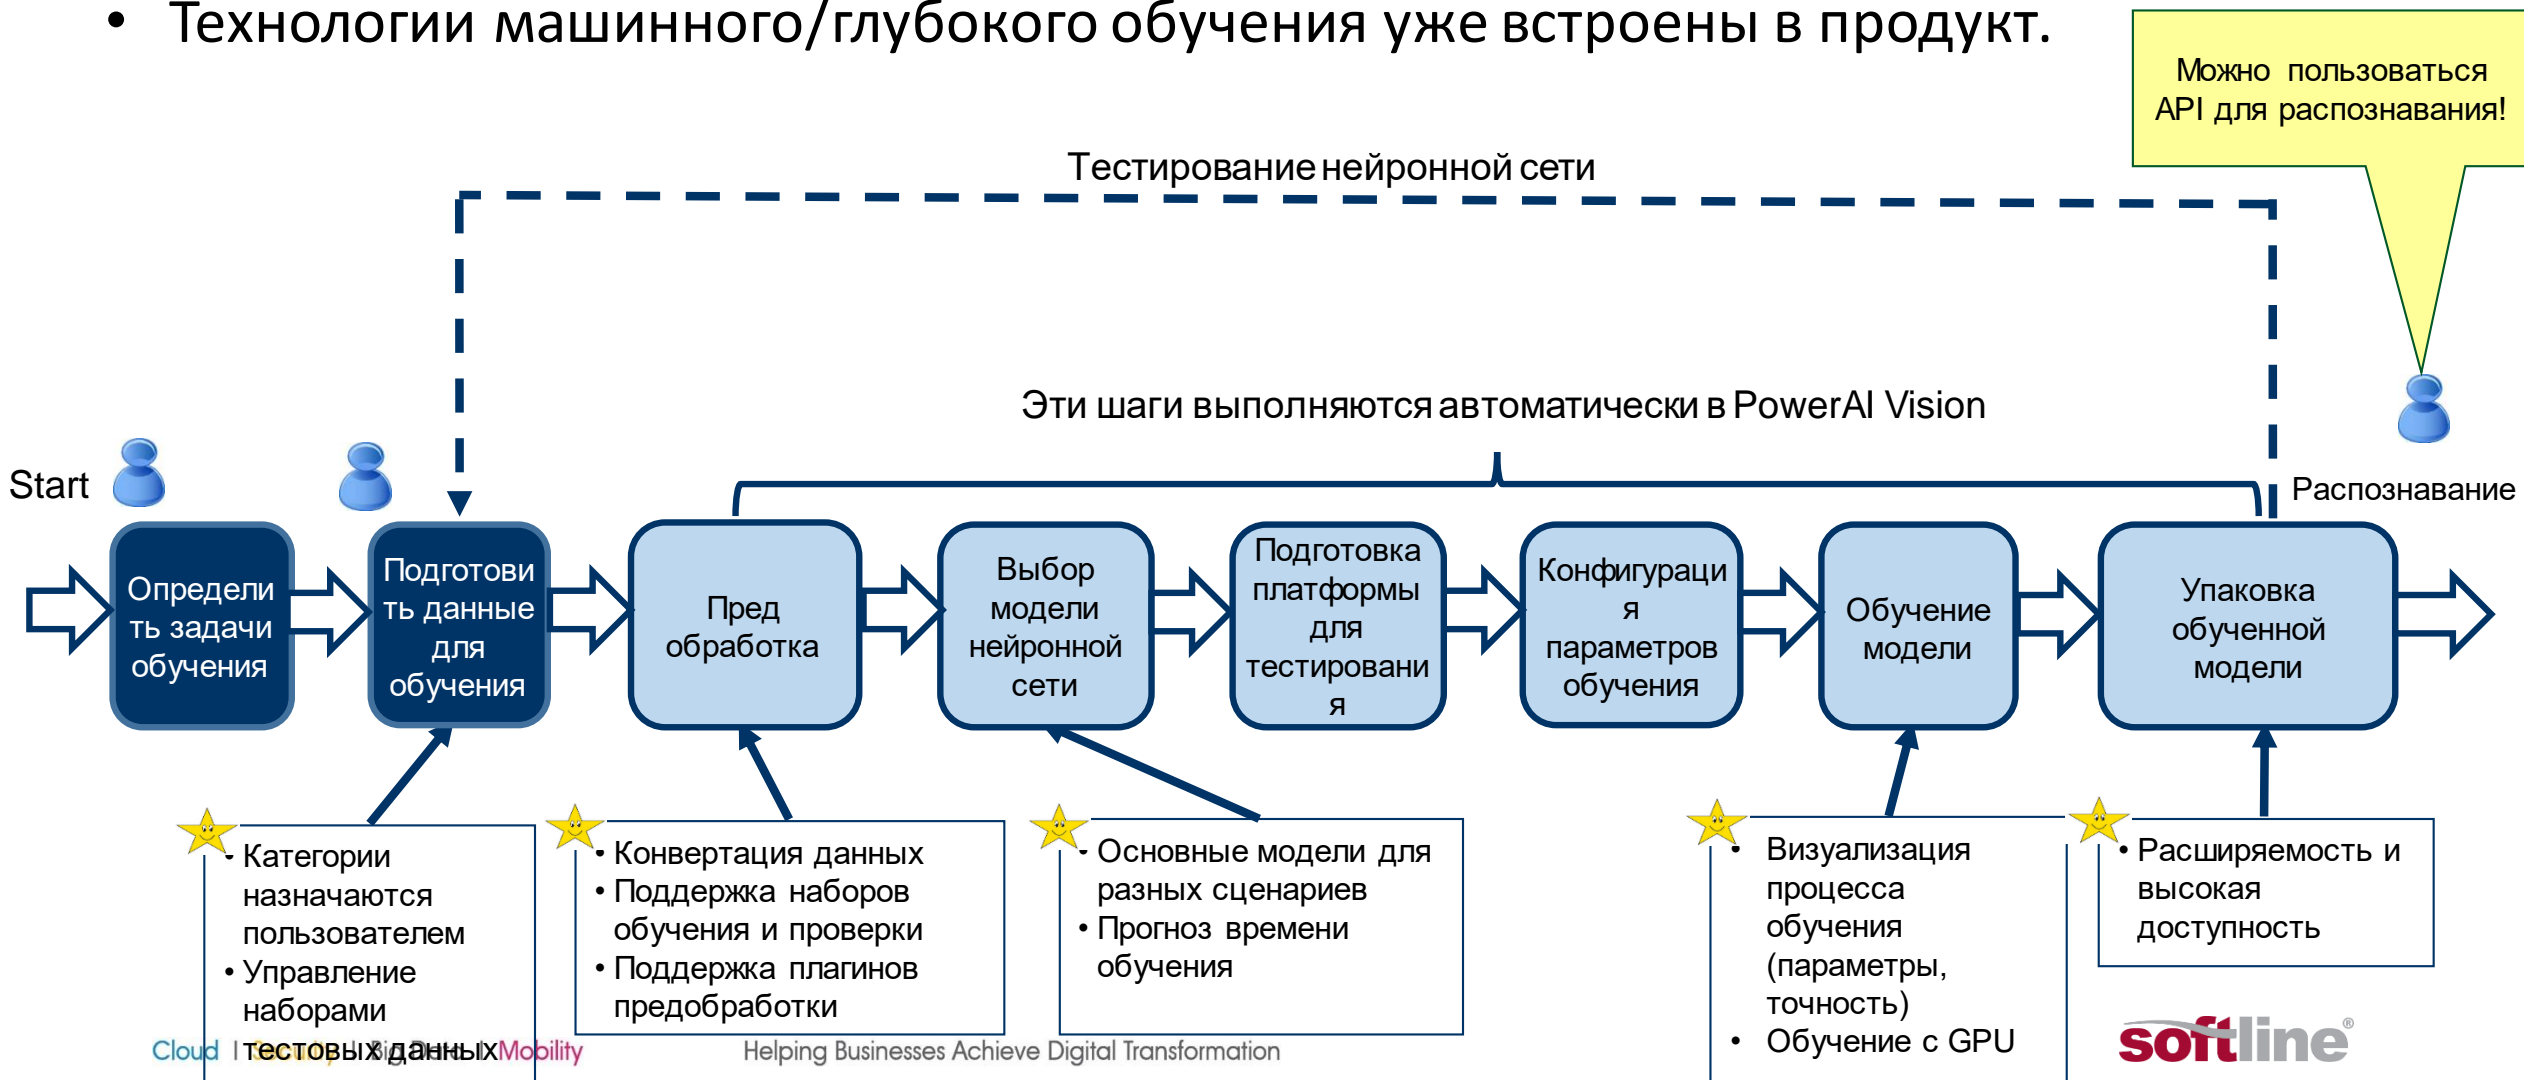 • Технологии машинного/глубокого обучения уже встроены в продукт.
Можно пользоваться
API для распознавания!
Тестирование нейронной сети
Эти шаги выполняются автоматически в PowerAI Vision
Start
Распознавание
Определи
ть задачи
обучения
Подготови
ть данные
для
обучения
Пред
обработка
Выбор
модели
нейронной
сети
Подготовка
платформы
для
тестировани
я
Конфигураци
я
параметров
обучения
Обучение
модели
Упаковка
обученной
модели
• Категории
назначаются
пользователем
• Управление
наборами
тестовых данных
• Конвертация данных
• Поддержка наборов
обучения и проверки
• Поддержка плагинов
предобработки
• Основные модели для
разных сценариев
• Прогноз времени
обучения
• Визуализация
процесса
обучения
(параметры,
точность)
• Обучение с GPU
• Расширяемость и
высокая
доступность
Cloud | Security | Big Data | Mobility
Helping Businesses Achieve Digital Transformation
softline®